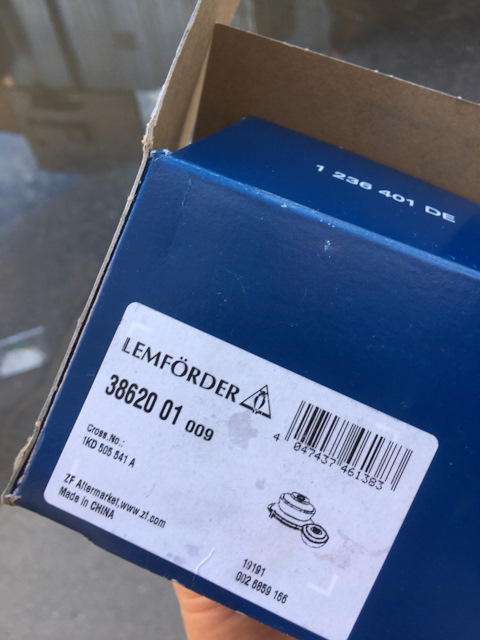 1 236 401 DE
LEMFÖRDER
38620 01 009
Cross.No.:
1KD 505 541 A
ZF Aftermarket,www.zf.com
Made in CHINA
4 047437 461383
19191
002 6859 166